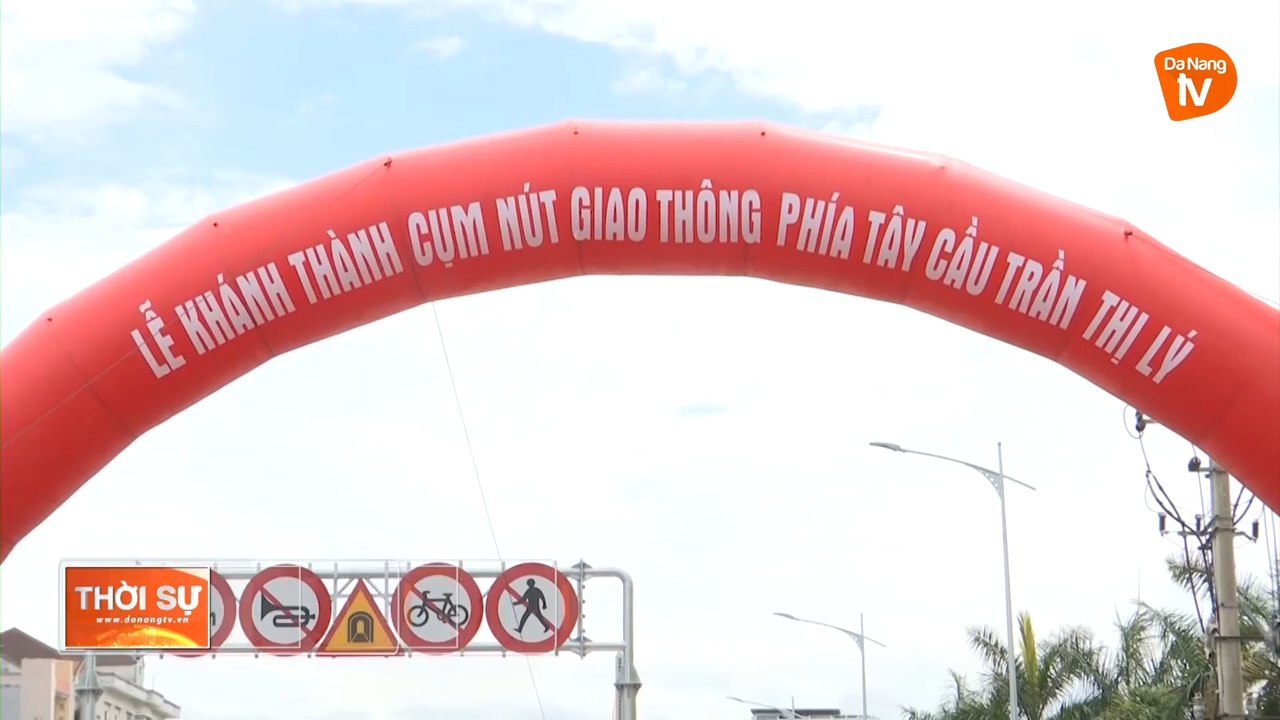 Da Nang
tv
LỄ KHÁNH THÀNH CỤM NÚT GIAO THÔNG PHÍA TÂY CẦU TRẦN THỊ LÝ
THỜI SỰ
www.danangtv.vn